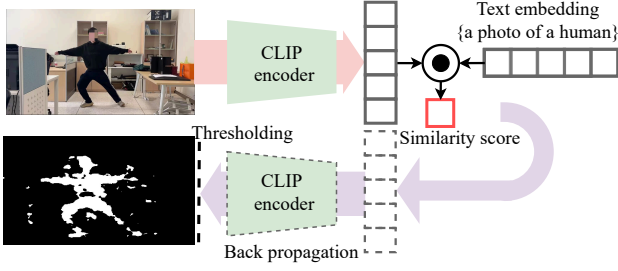 CLIP
encoder
Text embedding
{a photo of a human}
Similarity score
Thresholding
CLIP
encoder
Back propagation